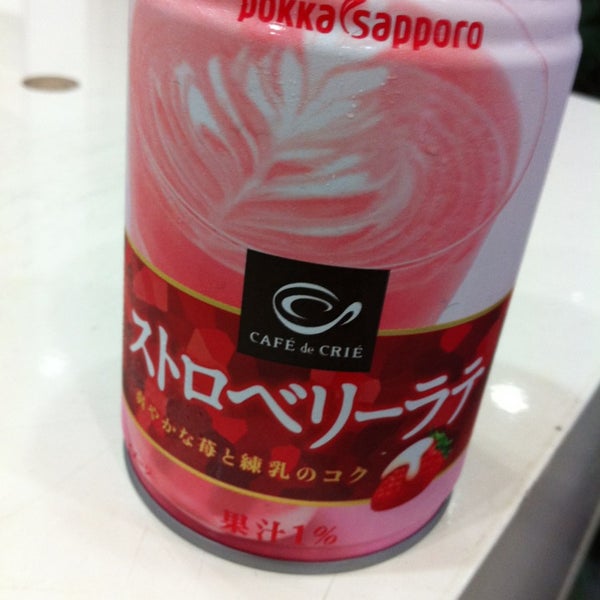 pokka sapporo
CAFÉ de CRIÉ
ストロベリーラテ
爽やかな苺と練乳のコク
果汁1%